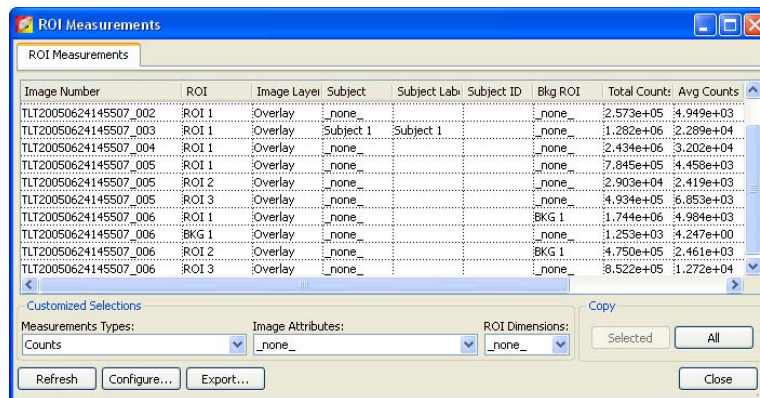 ROI Measurements
ROI Measurements
Image Number ROI Image Layer Subject Subject Lab Subject ID Bkg ROI Total Counts Avg Counts
TLT20050624145507_002 ROI 1 Overlay _none_ _none_ 2.573e+05 4.949e+03
TLT20050624145507_003 ROI 1 Overlay Subject 1 Subject 1 _none_ 1.282e+06 2.289e+04
TLT20050624145507_004 ROI 1 Overlay _none_ _none_ 2.434e+06 3.202e+04
TLT20050624145507_005 ROI 1 Overlay _none_ _none_ 7.845e+05 4.458e+03
TLT20050624145507_005 ROI 2 Overlay _none_ _none_ 2.903e+04 2.419e+03
TLT20050624145507_005 ROI 3 Overlay _none_ _none_ 4.934e+05 6.853e+03
TLT20050624145507_006 ROI 1 Overlay _none_ BKG 1 1.744e+06 4.984e+03
TLT20050624145507_006 BKG 1 Overlay _none_ _none_ 1.253e+03 4.247e+00
TLT20050624145507_006 ROI 2 Overlay _none_ BKG 1 4.750e+05 2.461e+03
TLT20050624145507_006 ROI 3 Overlay _none_ _none_ 8.522e+05 1.272e+04
Customized Selections Copy
Measurements Types: Image Attributes: ROI Dimensions:
Counts _none_ _none_ Selected All
Refresh Configure... Export... Close